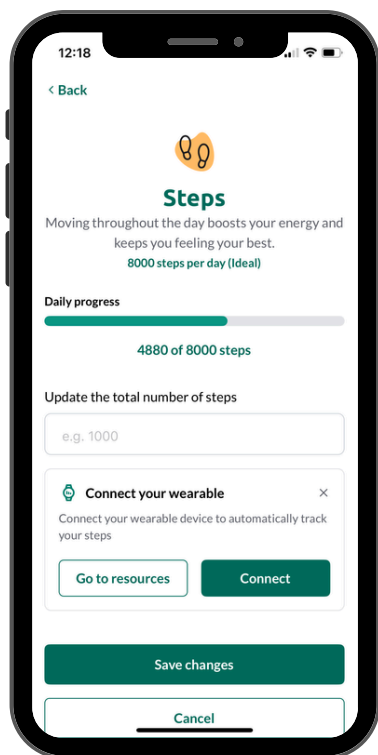 12:18
< Back
Steps
Moving throughout the day boosts your energy and
keeps you feeling your best.
8000 steps per day (Ideal)
Daily progress
4880 of 8000 steps
Update the total number of steps
e.g. 1000
Connect your wearable
Connect your wearable device to automatically track
your steps
Go to resources
Connect
Save changes
Cancel